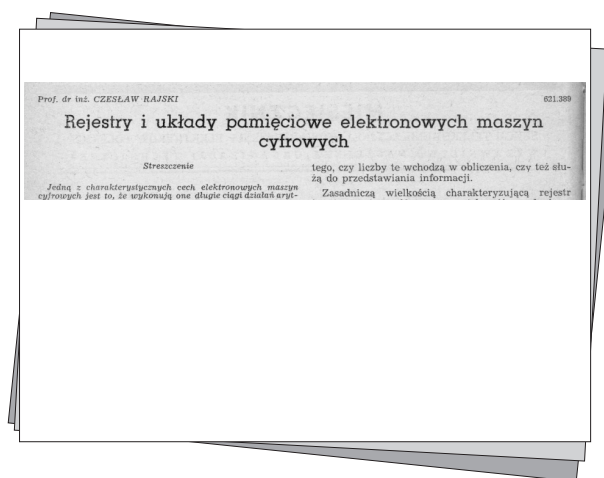 Prof. dr inż. CZESŁAW RAJSKI
621.389
Rejestry i układy pamięciowe elektronowych maszyn
cyfrowych
Streszczenie
Jedną z charakterystycznych cech elektronowych maszyn
cyfrowych jest to, że wykonują one długie ciągi działań aryt-
tego, czy liczby te wchodzą w obliczenia, czy też słu-
żą do przedstawiania informacji.
Zasadniczą wielkością charakteryzującą rejestr